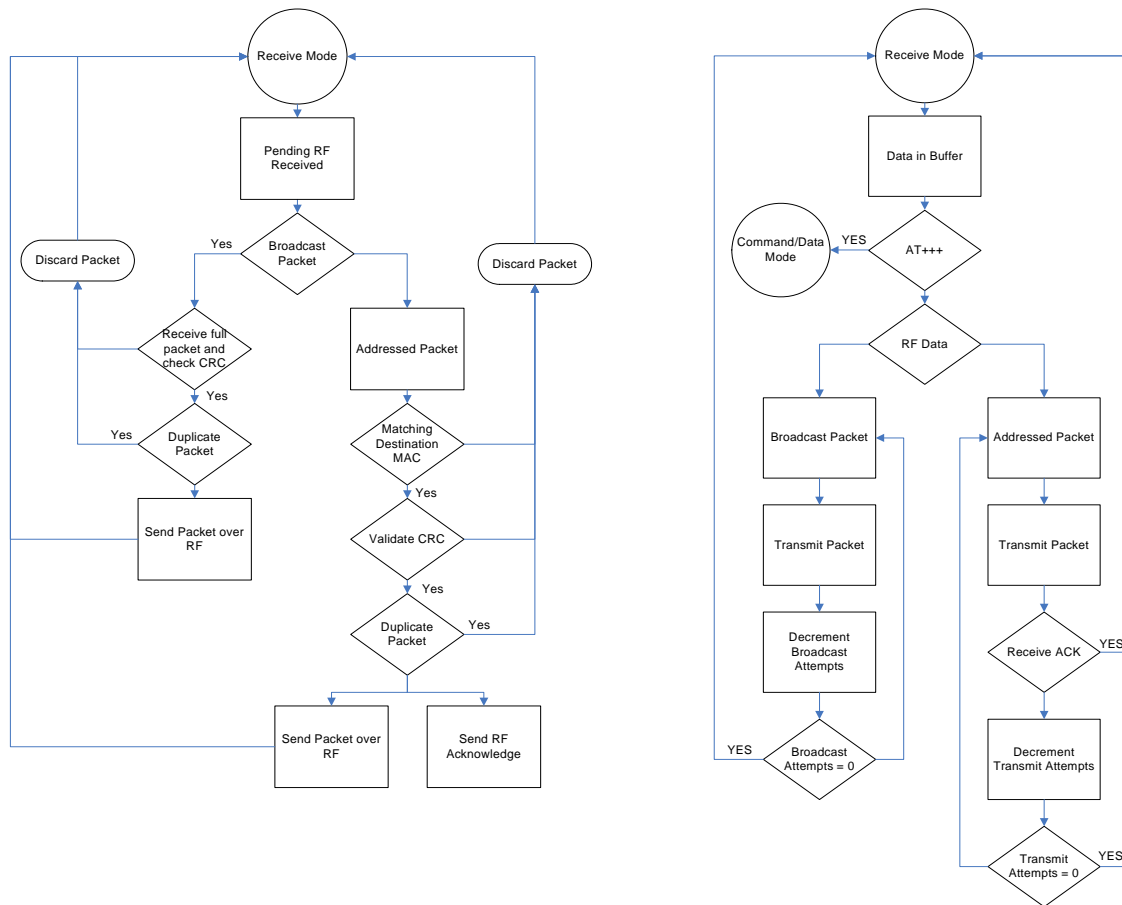 Receive Mode
Pending RF
Received
Yes
Broadcast
Packet
Discard Packet
Discard Packet
Receive full
packet and
check CRC
Addressed Packet
Yes
Yes
Duplicate
Packet
Matching
Destination
MAC
Yes
Send Packet over
RF
Validate CRC
Yes
Duplicate
Packet
Yes
Send Packet over
RF
Send RF
Acknowledge
Receive Mode
Data in Buffer
Command/Data
Mode
YES
AT+++
RF Data
Broadcast Packet
Addressed Packet
Transmit Packet
Transmit Packet
Decrement
Broadcast
Attempts
Receive ACK
YES
YES
Broadcast
Attempts = 0
Decrement
Transmit Attempts
Transmit
Attempts = 0
YES